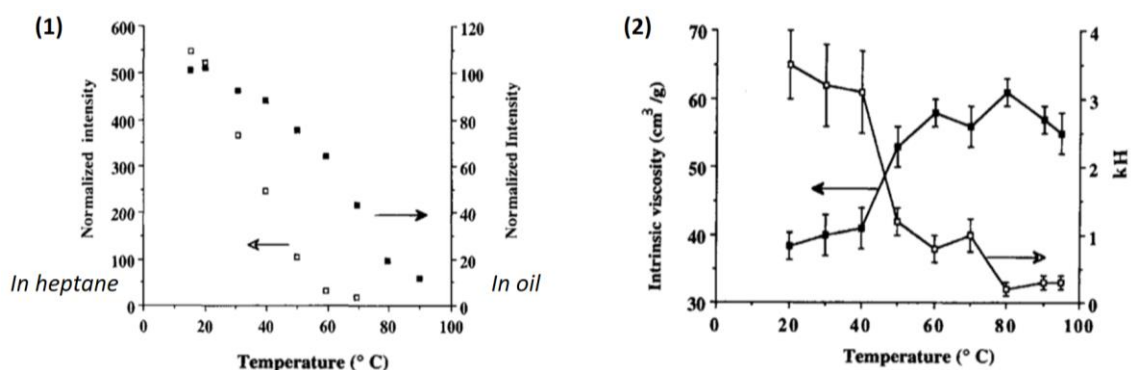 (1)
600
500
400
300
200
100
0
Normalized intensity
120
100
80
60
40
20
0
Normalized Intensity
In heptane
In oil
0 20 40 60 80 100
Temperature (° C)
(2)
70
60
50
40
30
Intrinsic viscosity (cm³ /g)
4
3
2
1
0
kH
0 20 40 60 80 100
Temperature (° C)